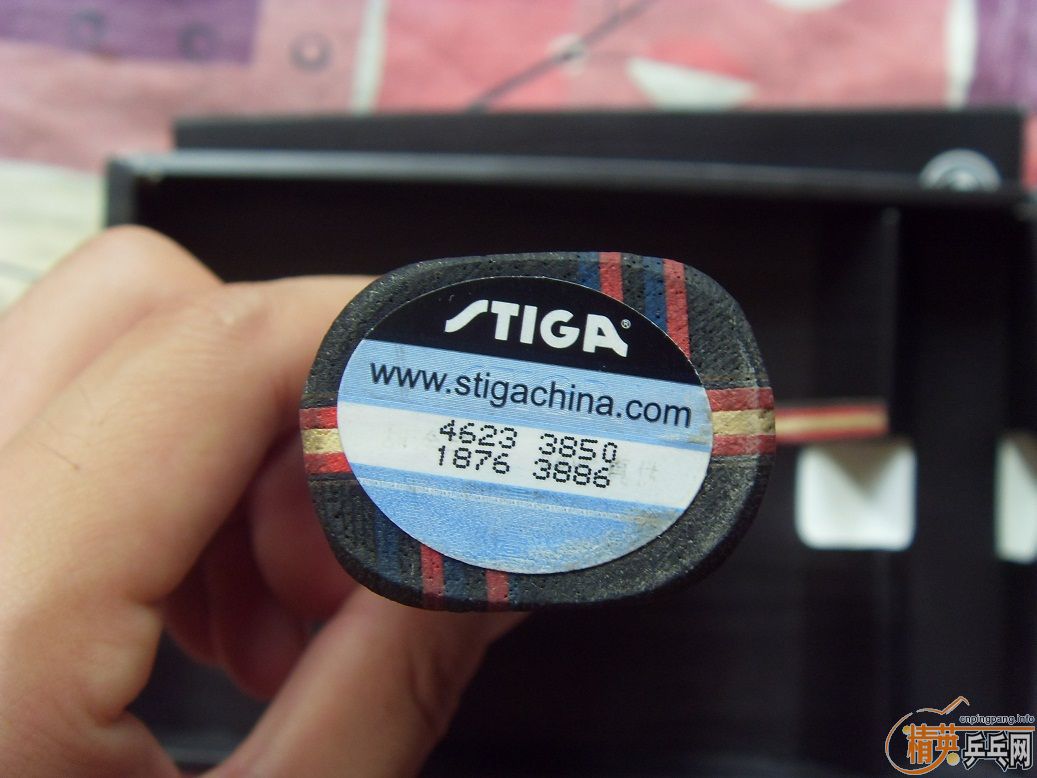 STIGA®
www.stigachina.com
4623 3850
1876 3886
cnpingpang.info
精英乒乓网